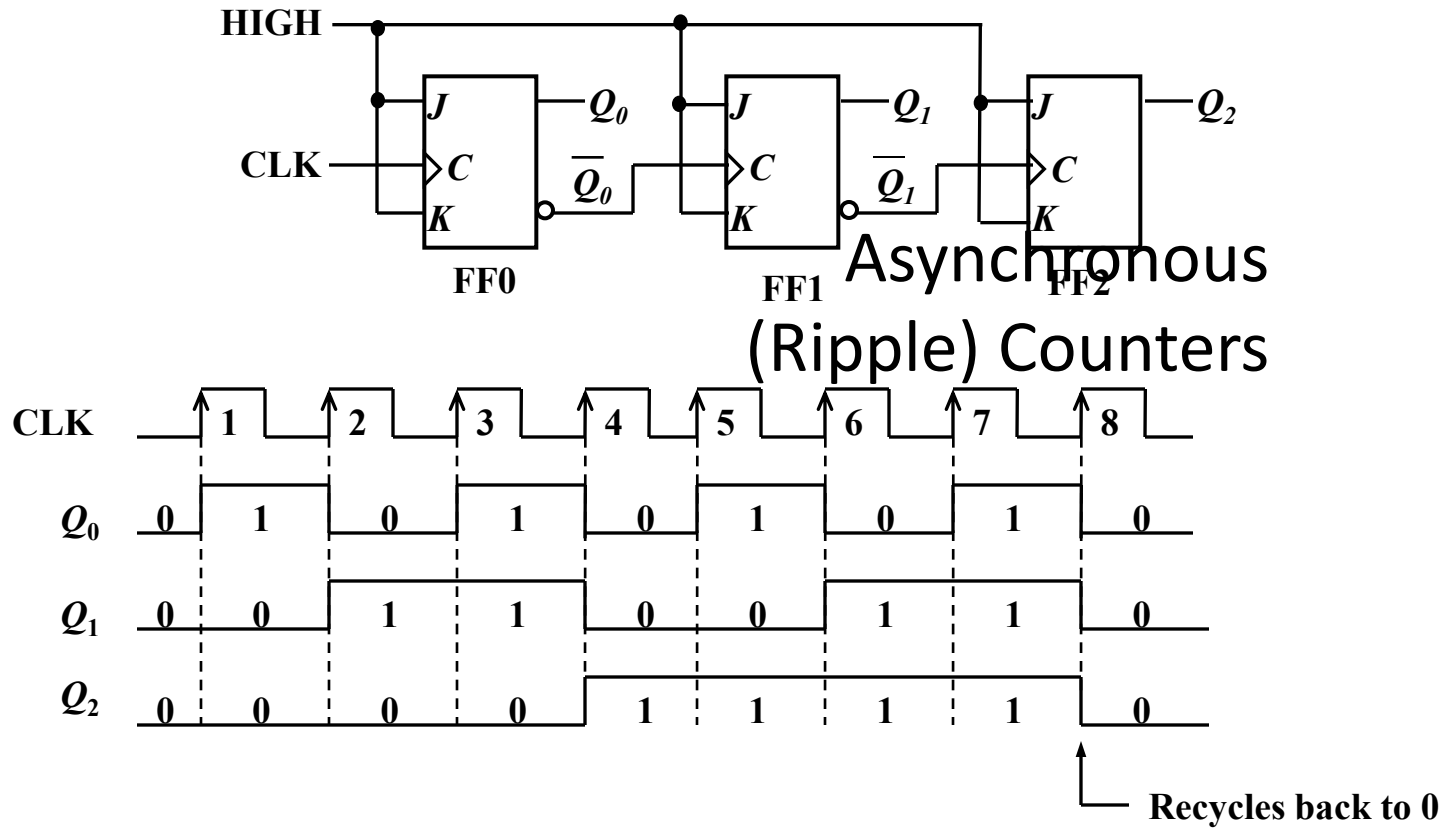 HIGH
J Q0 J Q1 J Q2
CLK C Q̅0 C Q̅1 C
K K K
FF0 FF1 FF2
Asynchronous
(Ripple) Counters
CLK 1 2 3 4 5 6 7 8
Q0 0 1 0 1 0 1 0 1 0
Q1 0 0 1 1 0 0 1 1 0
Q2 0 0 0 0 1 1 1 1 0
Recycles back to 0